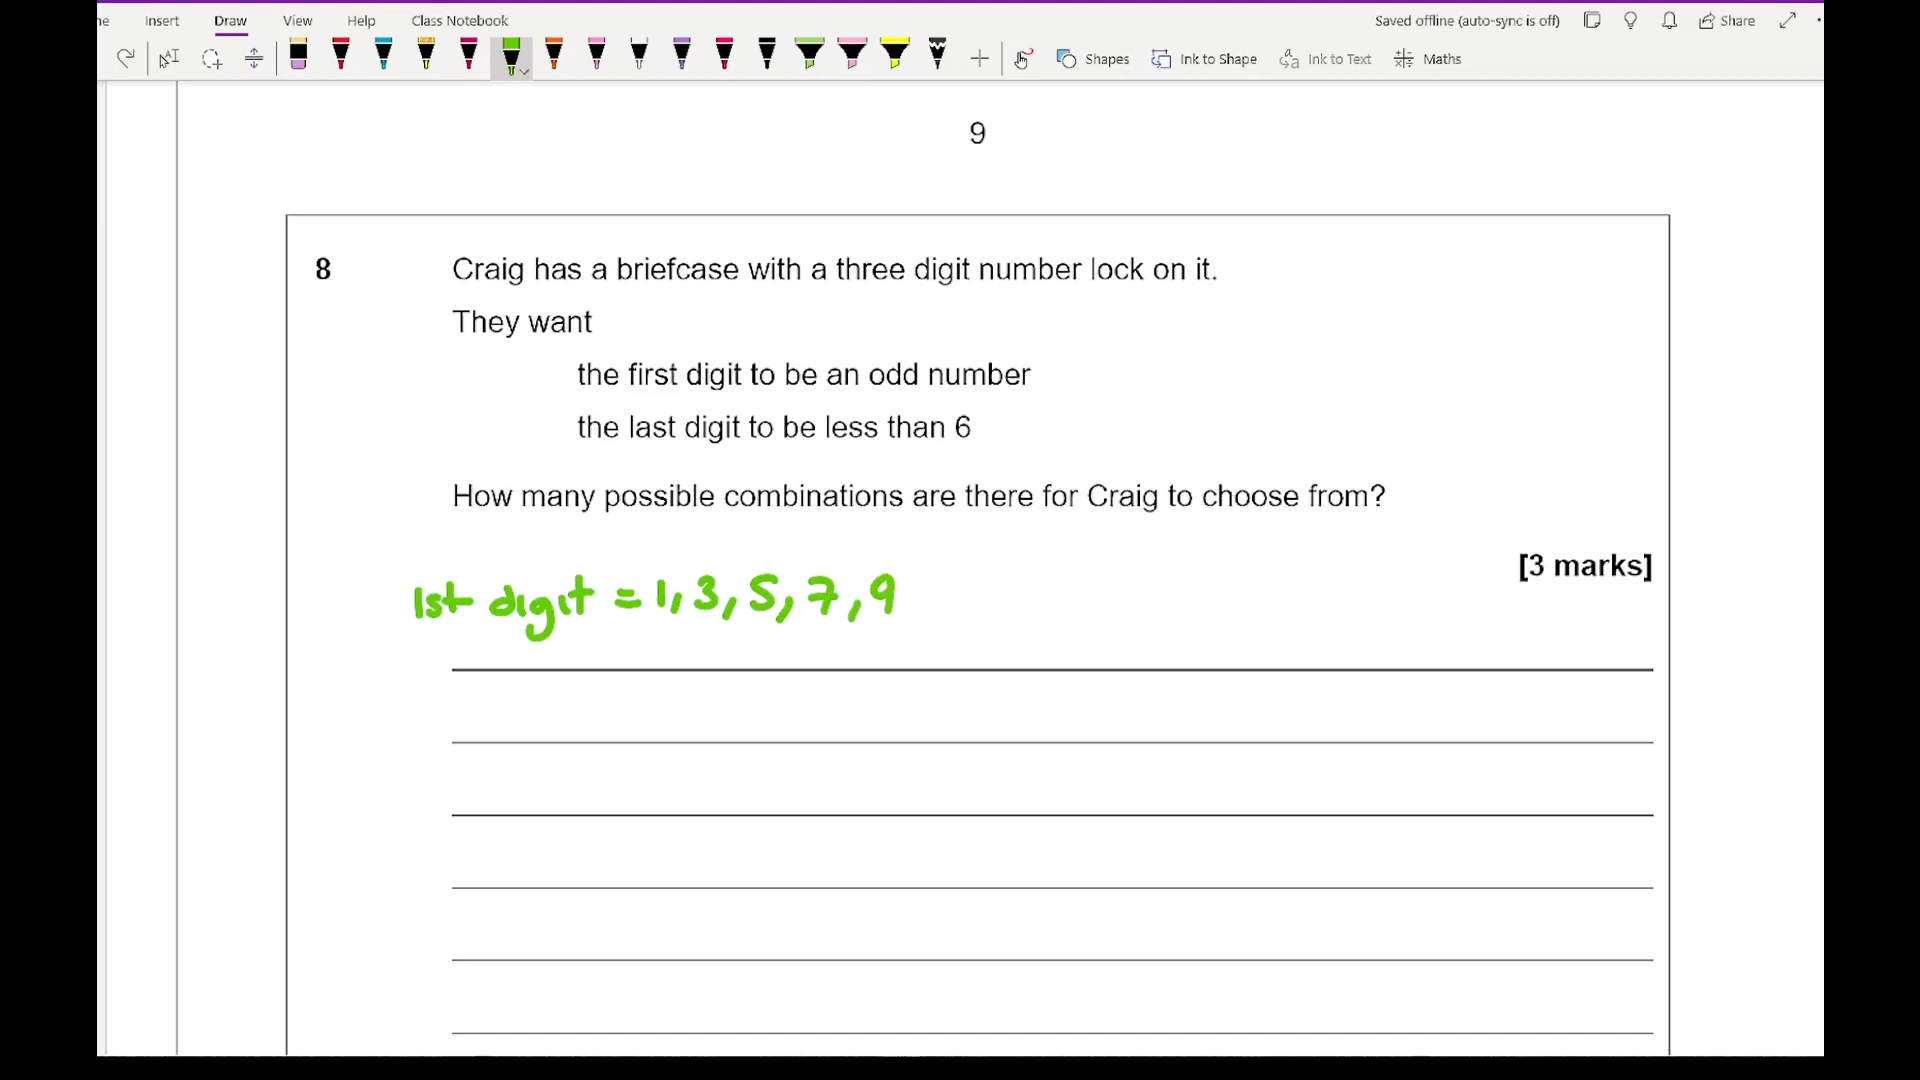 Insert Draw View Help Class Notebook Saved offline (auto-sync is off) Share
Shapes Ink to Shape Ink to Text Maths
9
8 Craig has a briefcase with a three digit number lock on it.
They want
the first digit to be an odd number
the last digit to be less than 6
How many possible combinations are there for Craig to choose from?
[3 marks]
1st digit = 1, 3, 5, 7, 9